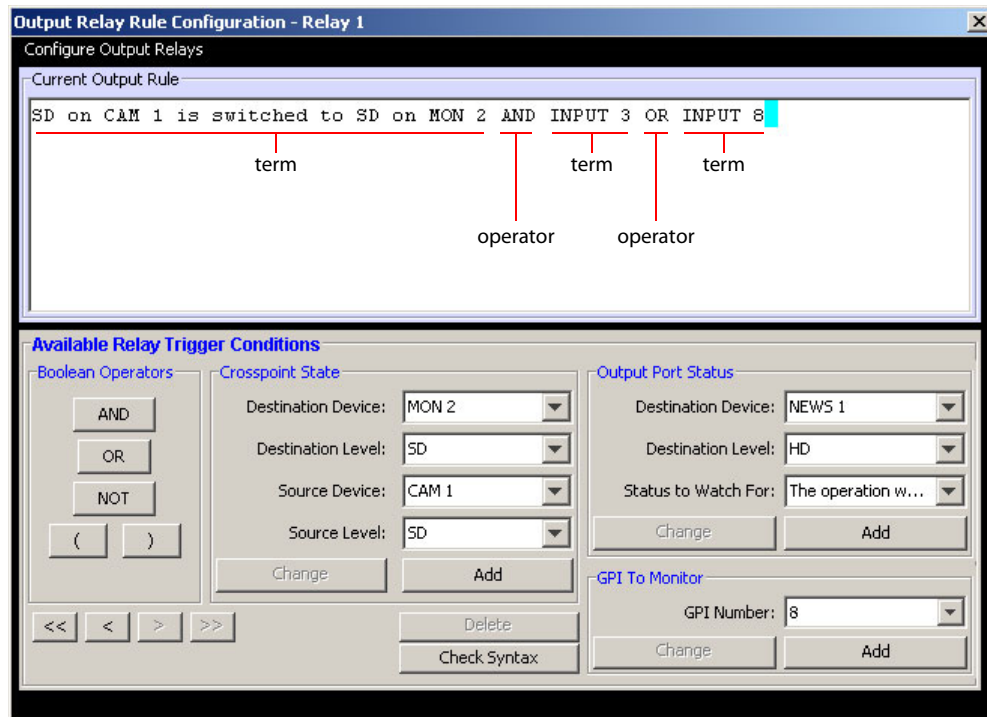 Output Relay Rule Configuration - Relay 1
Configure Output Relays
Current Output Rule
SD on CAM 1 is switched to SD on MON 2 AND INPUT 3 OR INPUT 8
term term term
operator operator
Available Relay Trigger Conditions
Boolean Operators
AND
OR
NOT
( )
Crosspoint State
Destination Device: MON 2
Destination Level: SD
Source Device: CAM 1
Source Level: SD
Change Add
Output Port Status
Destination Device: NEWS 1
Destination Level: HD
Status to Watch For: The operation w...
Change Add
GPI To Monitor
GPI Number: 8
Change Add
<< < > >>
Delete
Check Syntax